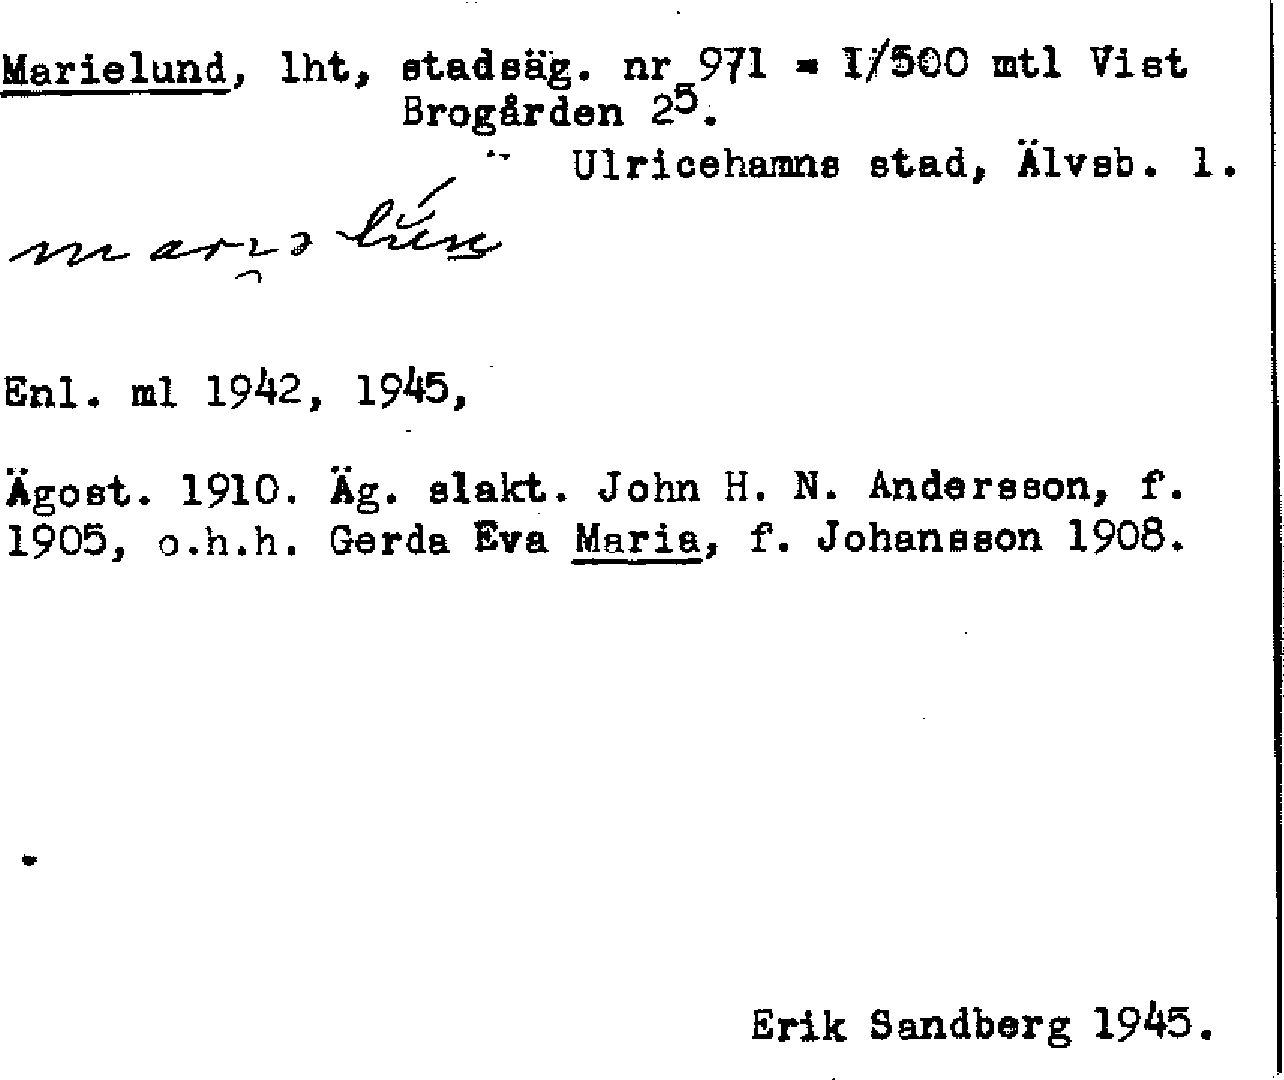 Marielund, lht, stadsäg. nr 971 = 1/500 mtl Vist
Brogården 2⁵.
Ulricehamns stad, Älvsb. l.
Enl. ml 1942, 1945,
Ägost. 1910. Äg. slakt. John H. N. Andersson, f.
1905, o.h.h. Gerda Eva Maria, f. Johansson 1908.
Erik Sandberg 1945.